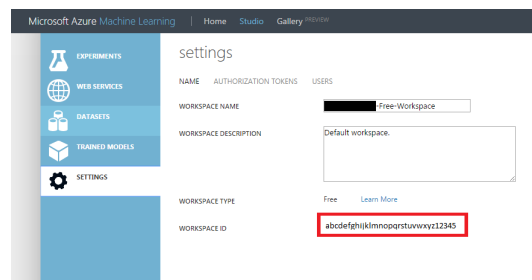 Microsoft Azure Machine Learning | Home Studio Gallery PREVIEW
EXPERIMENTS
WEB SERVICES
DATASETS
TRAINED MODELS
SETTINGS
settings
NAME AUTHORIZATION TOKENS USERS
WORKSPACE NAME -Free-Workspace
WORKSPACE DESCRIPTION Default workspace.
WORKSPACE TYPE Free Learn More
WORKSPACE ID abcdefghijklmnopqrstuvwxyz12345